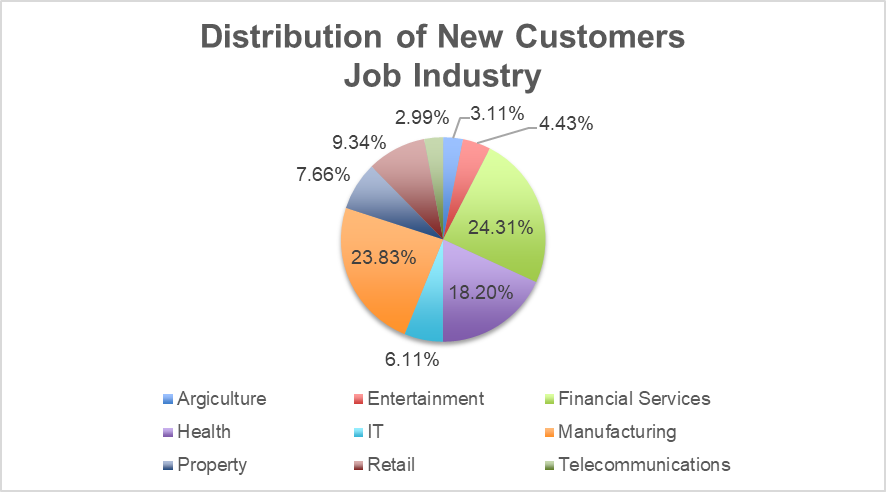 Distribution of New Customers
Job Industry
2.99%
3.11%
4.43%
9.34%
7.66%
24.31%
23.83%
18.20%
6.11%
Argiculture
Entertainment
Financial Services
Health
IT
Manufacturing
Property
Retail
Telecommunications